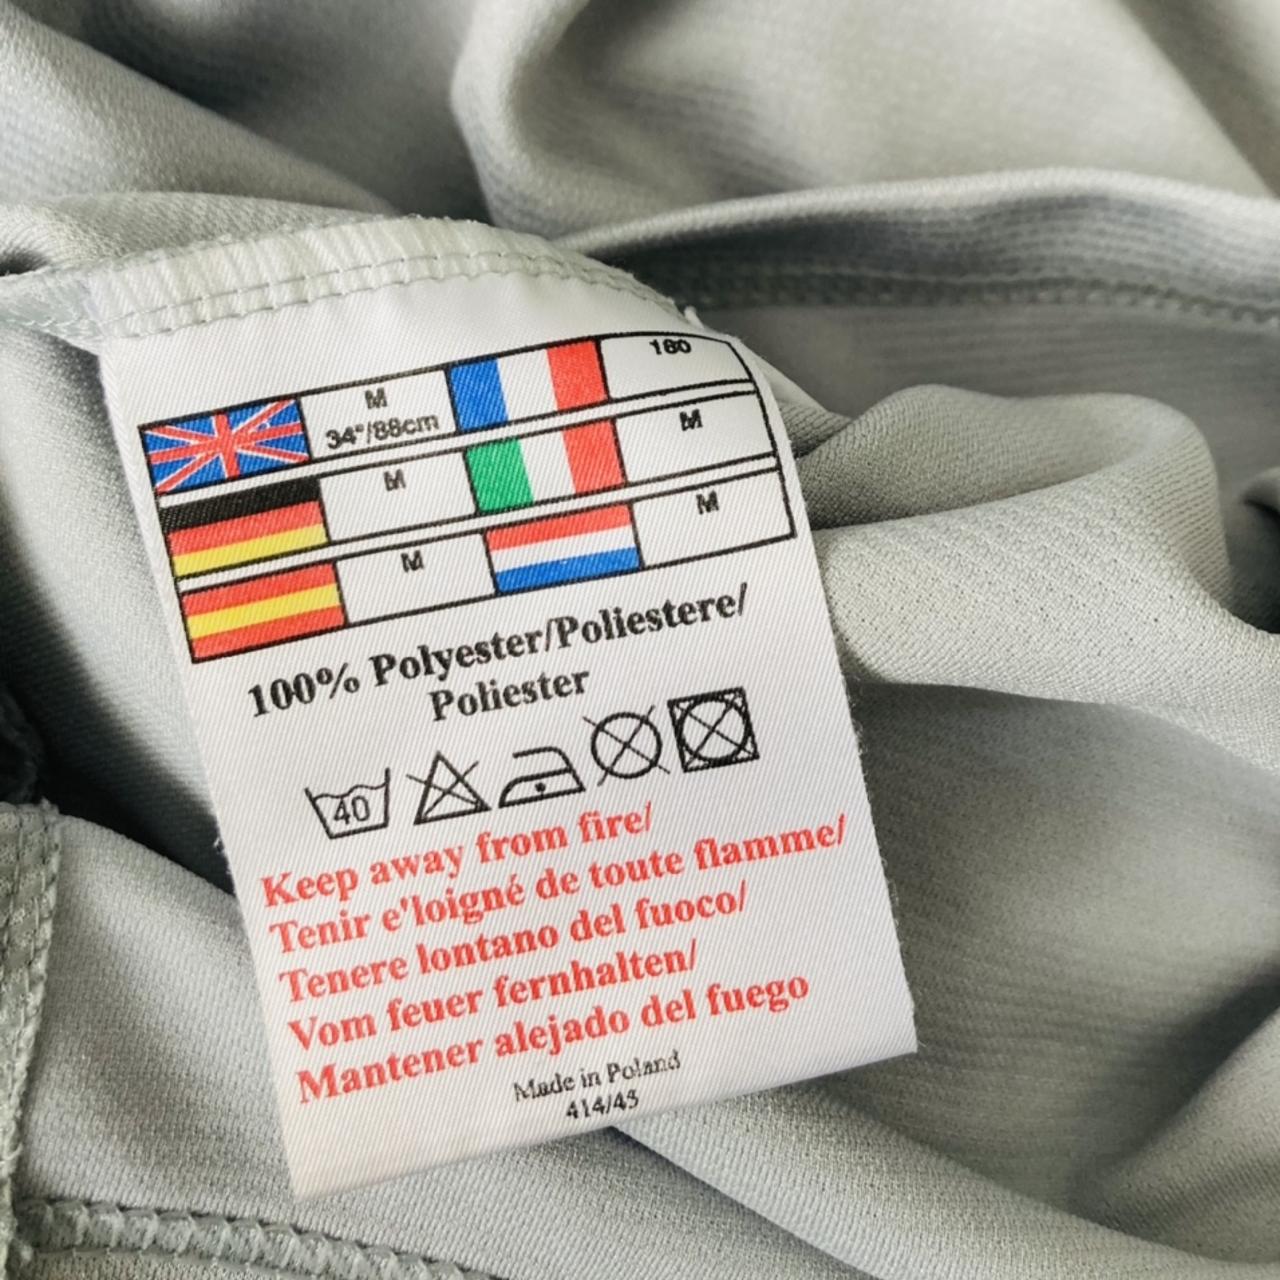 M 180
34"/88cm
M M
M M
100% Polyester/Poliestere/
Poliester
40
Keep away from fire/
Tenir e'loigné de toute flamme/
Tenere lontano del fuoco/
Vom feuer fernhalten/
Mantener alejado del fuego
Made in Poland
414/43